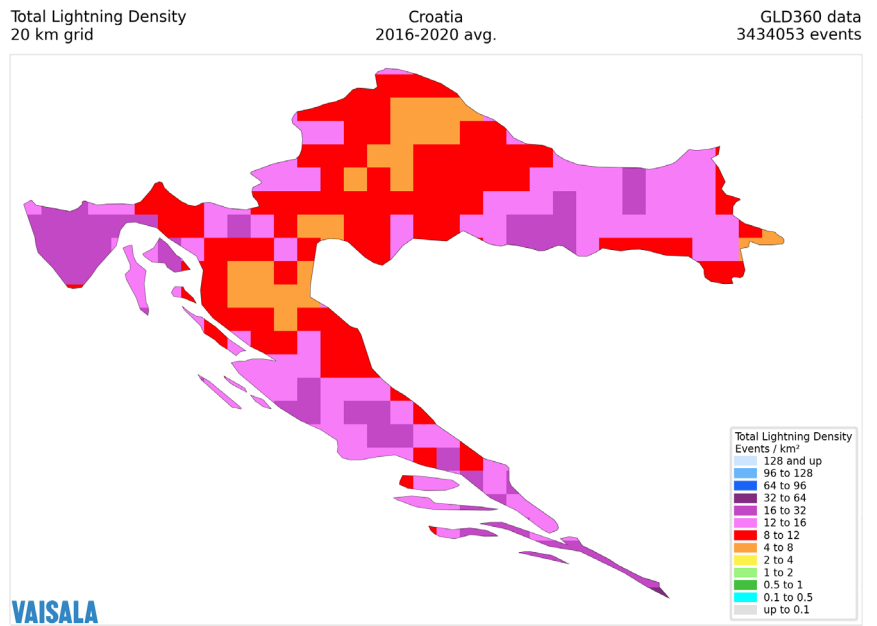 Total Lightning Density
20 km grid
Croatia
2016-2020 avg.
GLD360 data
3434053 events
Total Lightning Density
Events / km²
128 and up
96 to 128
64 to 96
32 to 64
16 to 32
12 to 16
8 to 12
4 to 8
2 to 4
1 to 2
0.5 to 1
0.1 to 0.5
up to 0.1
VAISALA